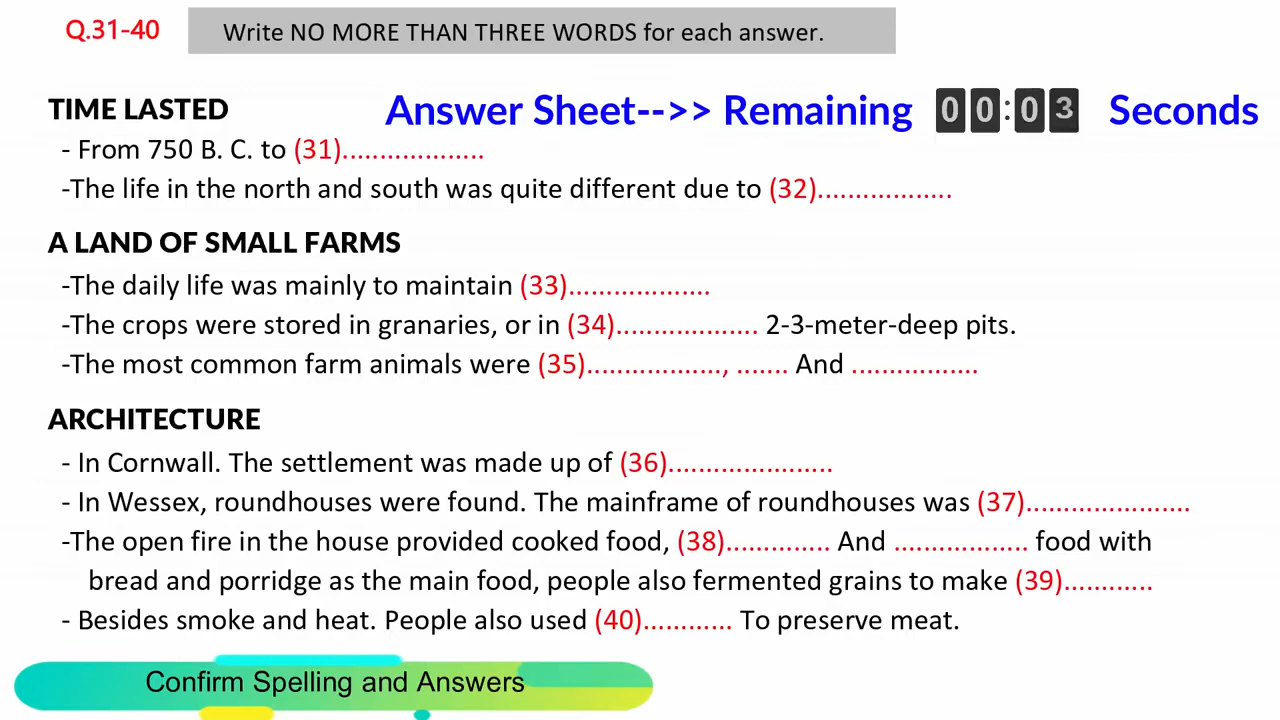 Q.31-40
Write NO MORE THAN THREE WORDS for each answer.
TIME LASTED
Answer Sheet-->> Remaining 00:03 Seconds
- From 750 B. C. to (31)...................
-The life in the north and south was quite different due to (32)..................
A LAND OF SMALL FARMS
-The daily life was mainly to maintain (33)...................
-The crops were stored in granaries, or in (34)................... 2-3-meter-deep pits.
-The most common farm animals were (35).................., ....... And .................
ARCHITECTURE
- In Cornwall. The settlement was made up of (36)......................
- In Wessex, roundhouses were found. The mainframe of roundhouses was (37)......................
-The open fire in the house provided cooked food, (38).............. And .................. food with
bread and porridge as the main food, people also fermented grains to make (39)............
- Besides smoke and heat. People also used (40)............ To preserve meat.
Confirm Spelling and Answers